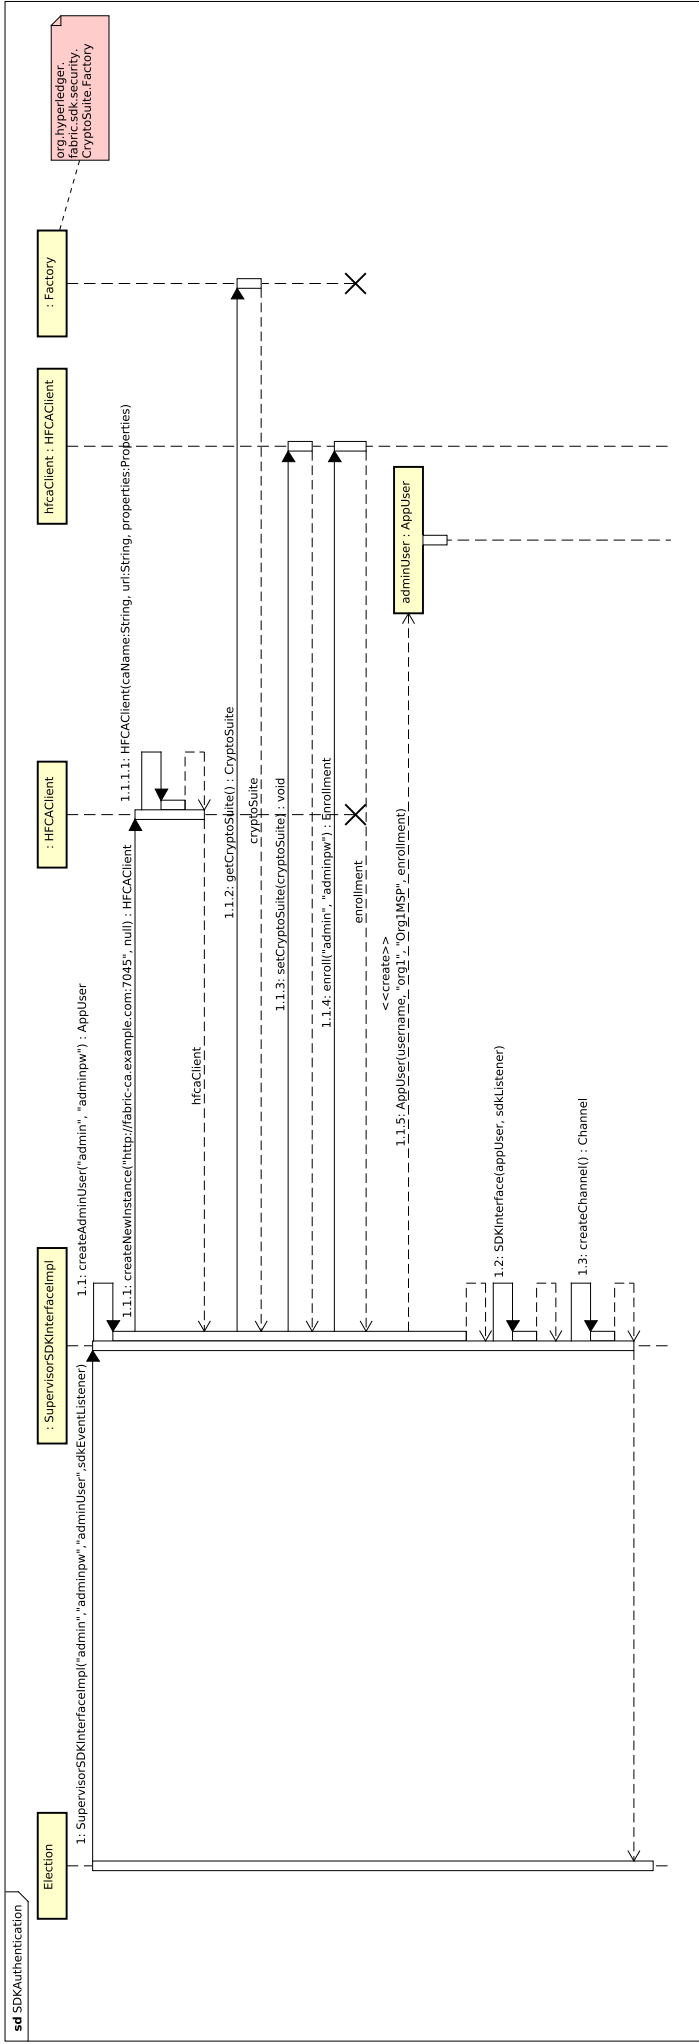 sd SDKAuthentication
Election
: SupervisorSDKInterfaceImpl
: HFCAClient
hfcaClient : HFCAClient
: Factory
org.hyperledger.
fabric.sdk.security.
CryptoSuite.Factory
1: SupervisorSDKInterfaceImpl("admin","adminpw","adminUser",sdkEventListener)
1.1: createAdminUser("admin", "adminpw") : AppUser
1.1.1: createNewInstance("http://fabric-ca.example.com:7045", null) : HFCAClient
1.1.1.1: HFCAClient(caName:String, url:String, properties:Properties)
hfcaClient
1.1.2: getCryptoSuite() : CryptoSuite
cryptoSuite
1.1.3: setCryptoSuite(cryptoSuite) : void
1.1.4: enroll("admin", "adminpw") : Enrollment
enrollment
<<create>>
1.1.5: AppUser(username, "org1", "Org1MSP", enrollment)
adminUser : AppUser
1.2: SDKInterface(appUser, sdkListener)
1.3: createChannel() : Channel